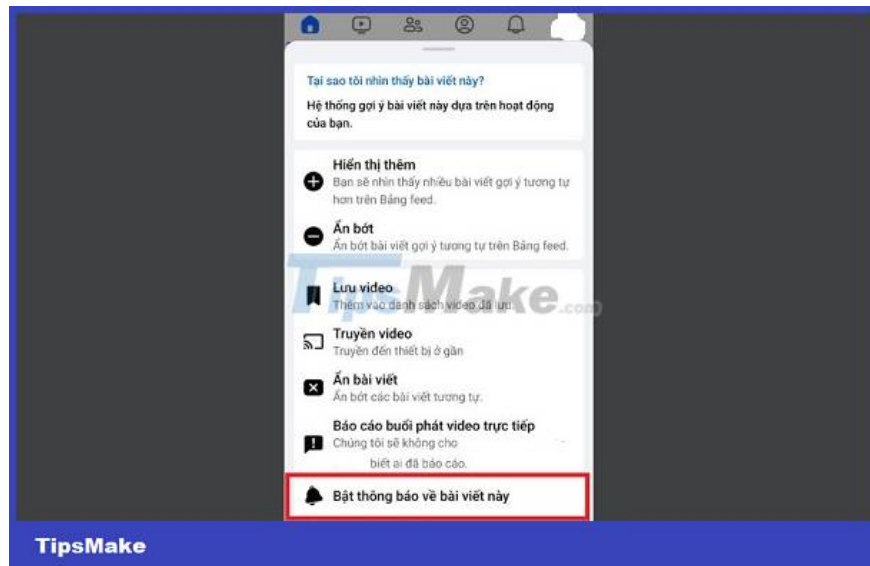 Tại sao tôi nhìn thấy bài viết này?
Hệ thống gợi ý bài viết này dựa trên hoạt động
của bạn.
Hiển thị thêm
Bạn sẽ nhìn thấy nhiều bài viết gợi ý tương tự
hơn trên Bảng feed.
Ẩn bớt
Ẩn bớt bài viết gợi ý tương tự trên Bảng feed.
TipsMake.com
Lưu video
Thêm vào danh sách video đã lưu.
Truyền video
Truyền đến thiết bị ở gần
Ẩn bài viết
Ẩn bớt các bài viết tương tự.
Báo cáo buổi phát video trực tiếp
Chúng tôi sẽ không cho
biết ai đã báo cáo.
Bật thông báo về bài viết này
TipsMake